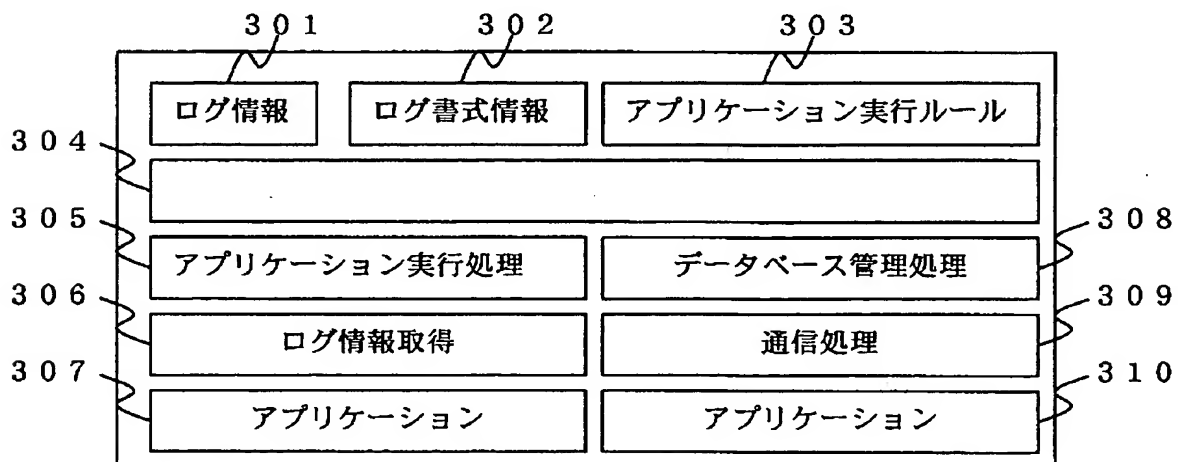 301 302 303
ログ情報 ログ書式情報 アプリケーション実行ルール
304
305 308
アプリケーション実行処理 データベース管理処理
306 309
ログ情報取得 通信処理
307 310
アプリケーション アプリケーション